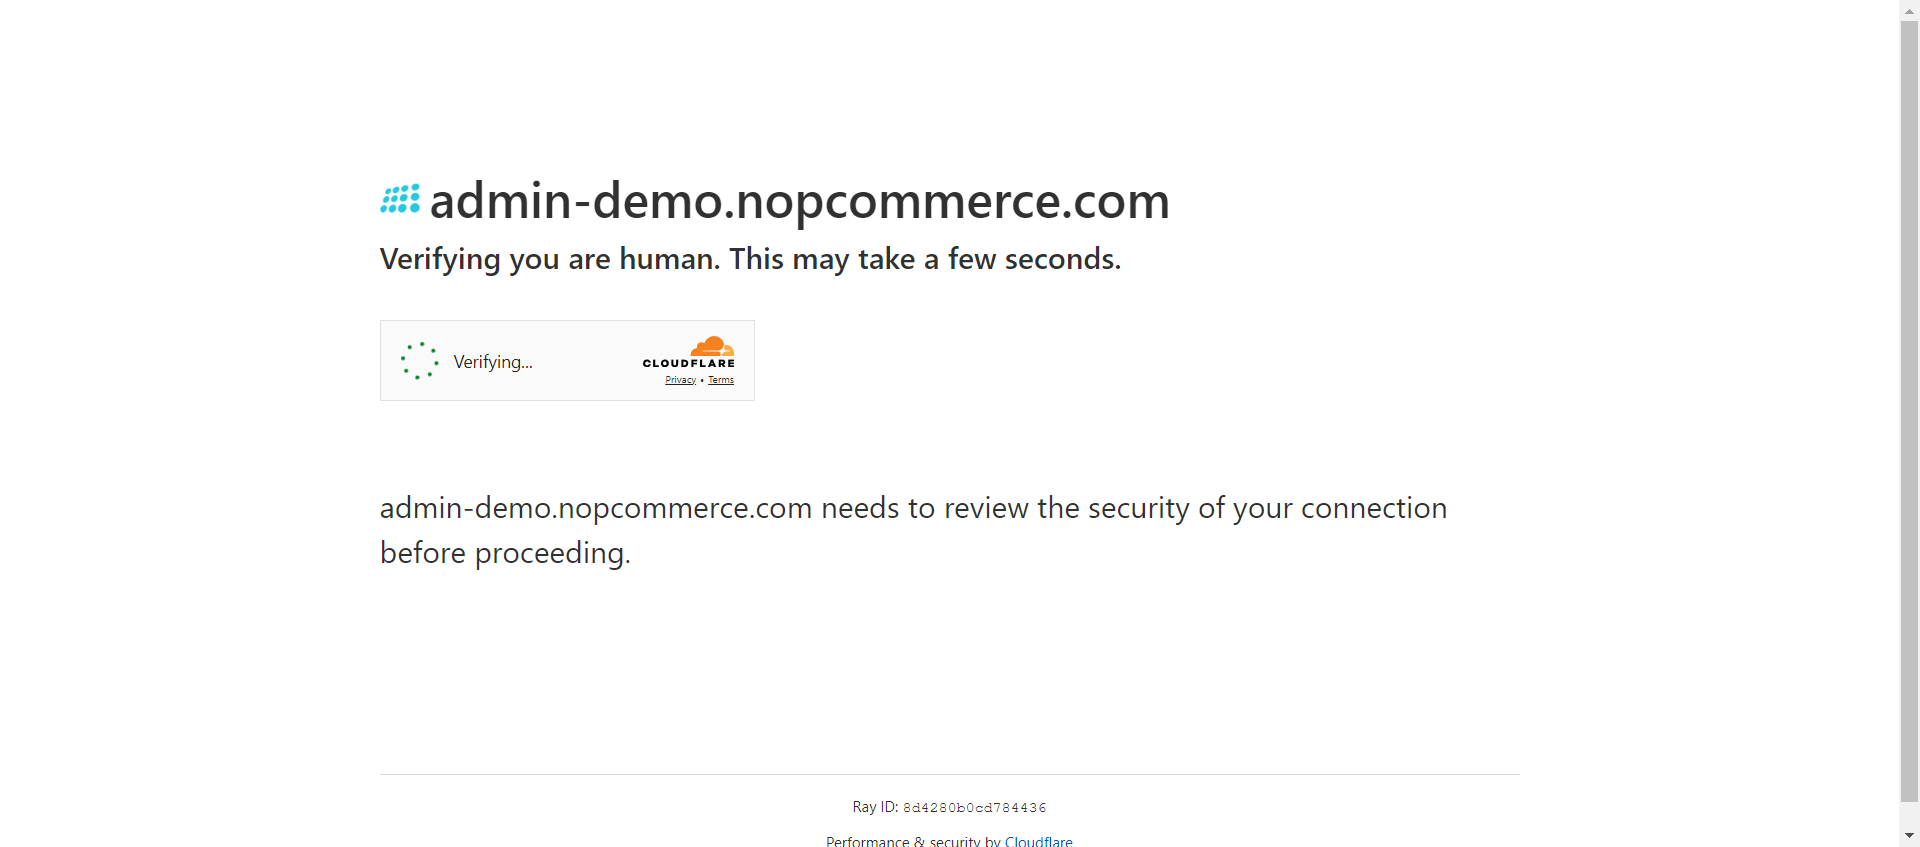 admin-demo.nopcommerce.com
Verifying you are human. This may take a few seconds.
Verifying...
CLOUDFLARE
Privacy • Terms
admin-demo.nopcommerce.com needs to review the security of your connection
before proceeding.
Ray ID: 8d4280b0cd784436
Performance & security by Cloudflare